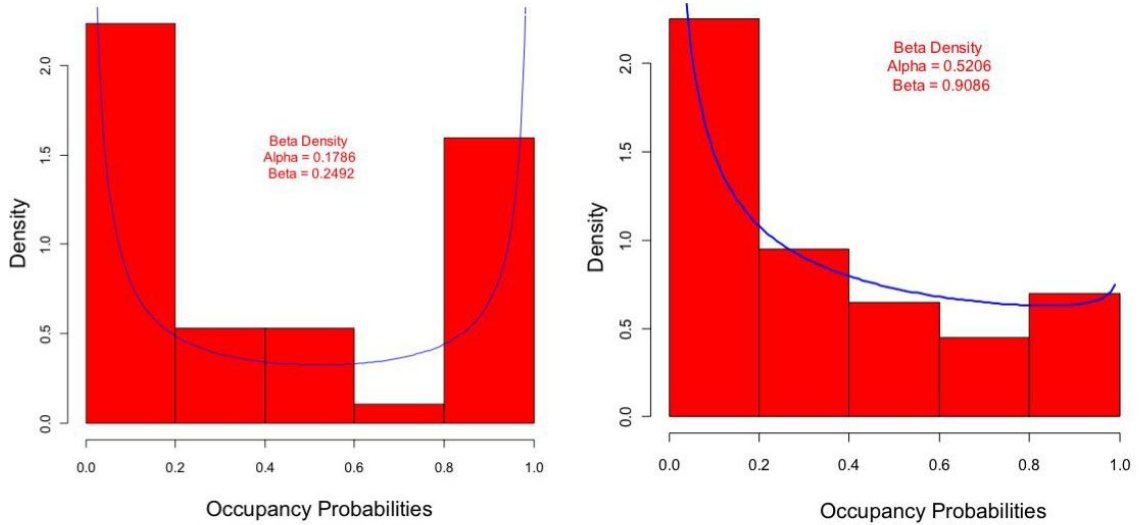 Density
2.0
1.5
1.0
0.5
0.0
Beta Density
Alpha = 0.1786
Beta = 0.2492
0.0 0.2 0.4 0.6 0.8 1.0
Occupancy Probabilities
Density
2.0
1.5
1.0
0.5
0.0
Beta Density
Alpha = 0.5206
Beta = 0.9086
0.0 0.2 0.4 0.6 0.8 1.0
Occupancy Probabilities